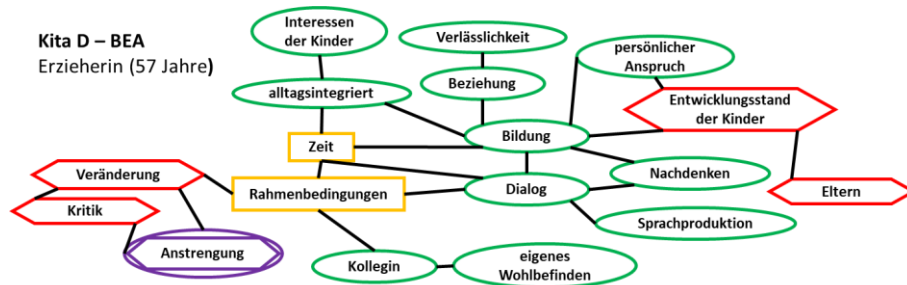 Kita D – BEA
Erzieherin (57 Jahre)
Interessen
der Kinder
Verlässlichkeit
persönlicher
Anspruch
alltagsintegriert
Beziehung
Entwicklungsstand
der Kinder
Bildung
Zeit
Veränderung
Rahmenbedingungen
Dialog
Nachdenken
Eltern
Kritik
Sprachproduktion
Anstrengung
Kollegin
eigenes
Wohlbefinden